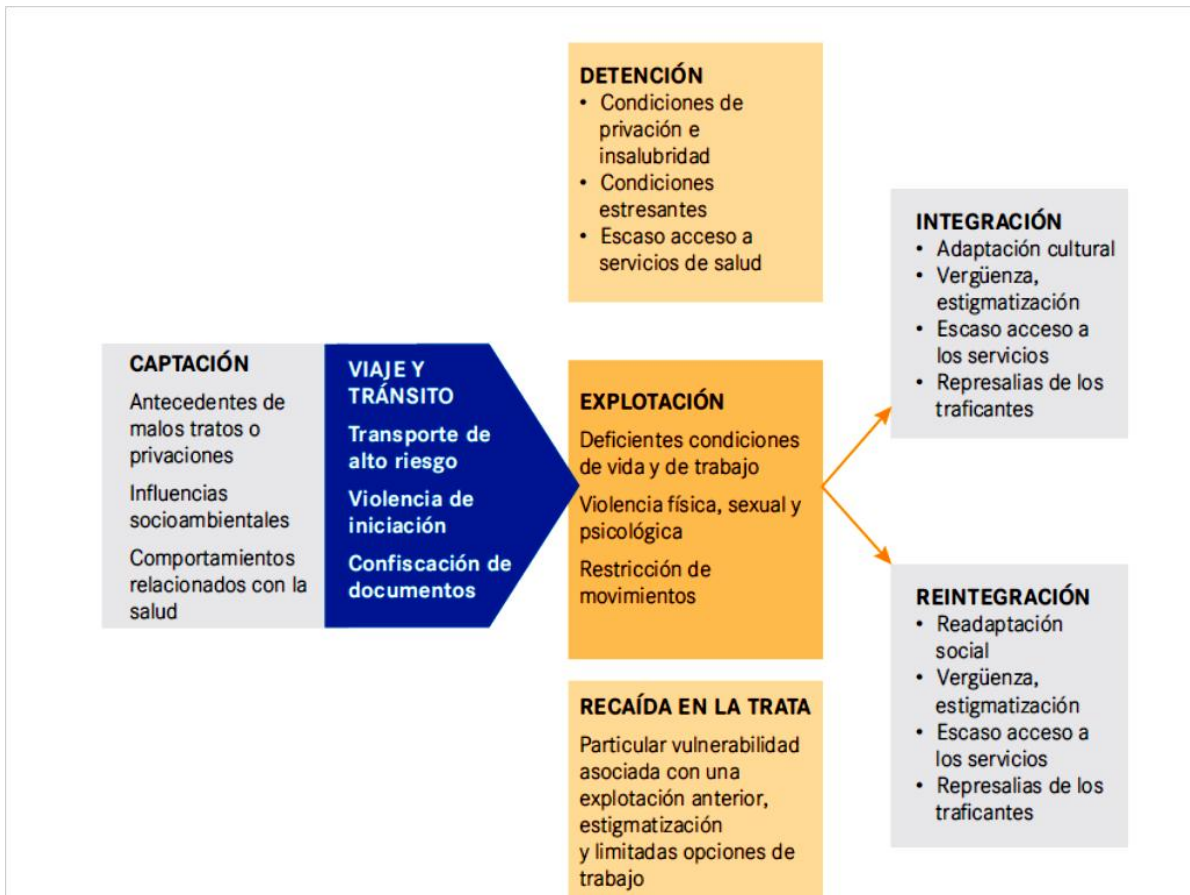 CAPTACIÓN
Antecedentes de
malos tratos o
privaciones
Influencias
socioambientales
Comportamientos
relacionados con la
salud
VIAJE Y
TRÁNSITO
Transporte de
alto riesgo
Violencia de
iniciación
Confiscación de
documentos
DETENCIÓN
• Condiciones de
privación e
insalubridad
• Condiciones
estresantes
• Escaso acceso a
servicios de salud
EXPLOTACIÓN
Deficientes condiciones
de vida y de trabajo
Violencia física, sexual y
psicológica
Restricción de
movimientos
RECAÍDA EN LA TRATA
Particular vulnerabilidad
asociada con una
explotación anterior,
estigmatización
y limitadas opciones de
trabajo
INTEGRACIÓN
• Adaptación cultural
• Vergüenza,
estigmatización
• Escaso acceso a
los servicios
• Represalias de los
traficantes
REINTEGRACIÓN
• Readaptación
social
• Vergüenza,
estigmatización
• Escaso acceso a
los servicios
• Represalias de los
traficantes